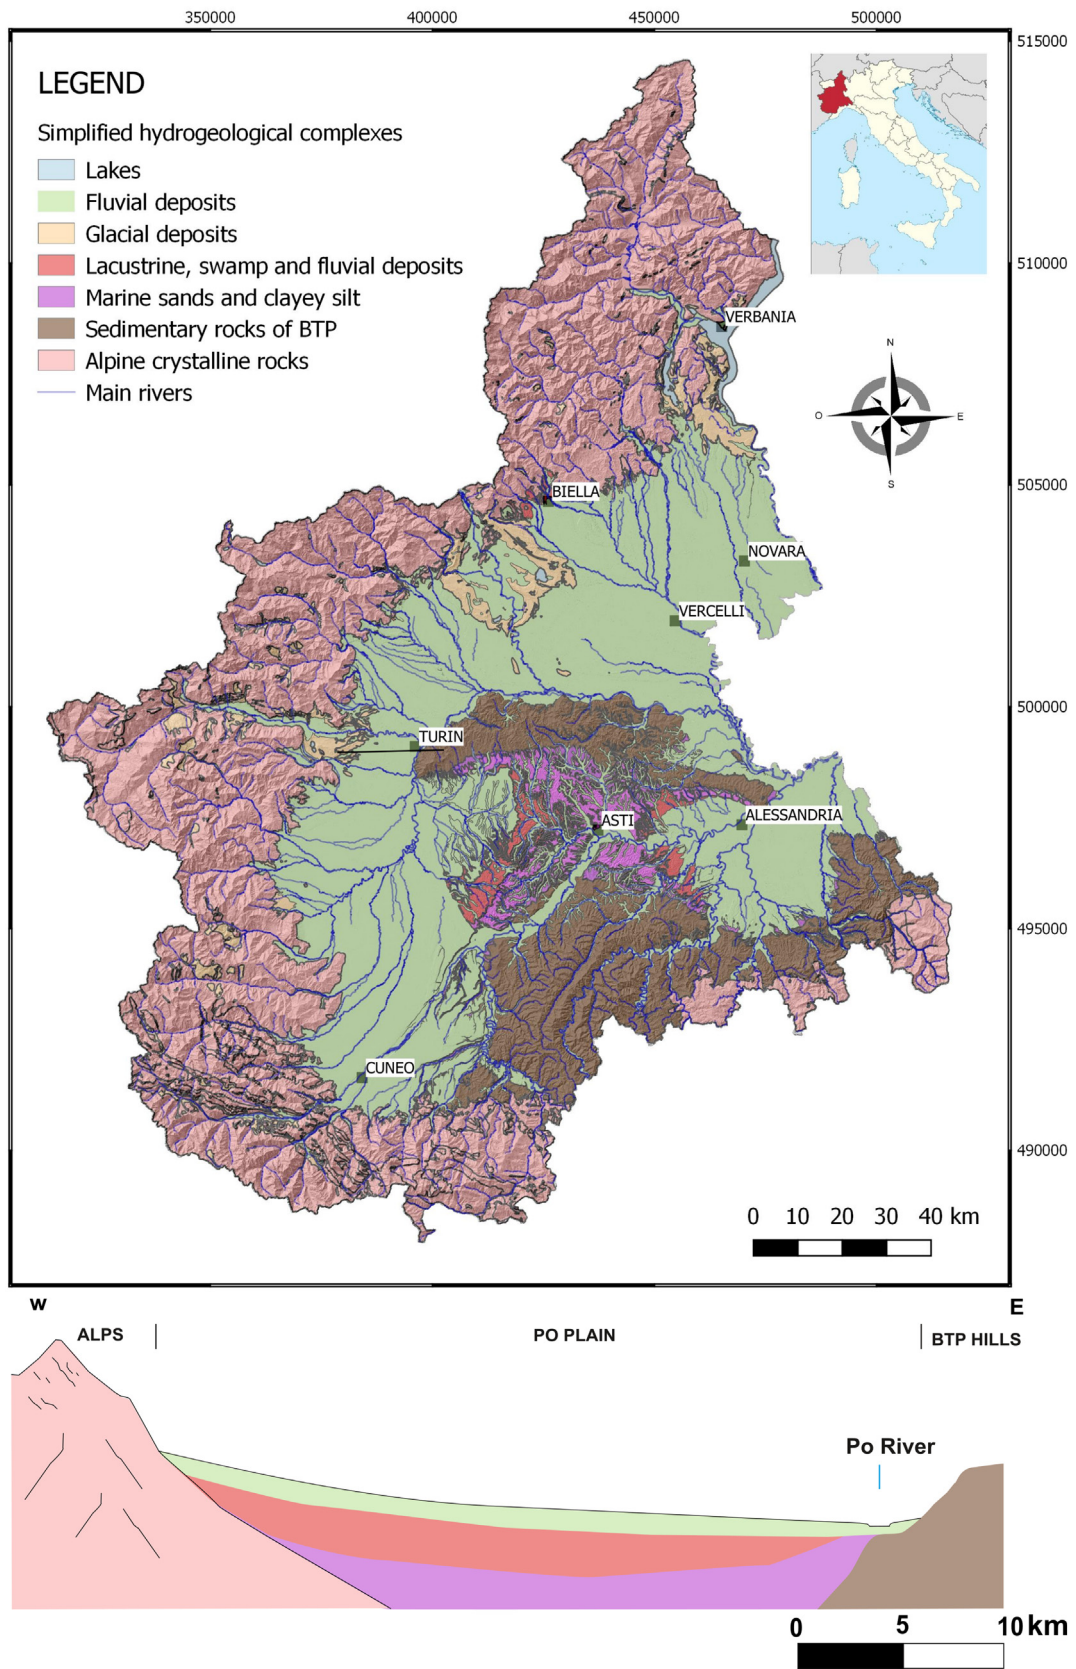 350000 400000 450000 500000
515000
LEGEND
Simplified hydrogeological complexes
Lakes
Fluvial deposits
Glacial deposits
Lacustrine, swamp and fluvial deposits
Marine sands and clayey silt
Sedimentary rocks of BTP
Alpine crystalline rocks
Main rivers
510000
VERBANIA
N
O E
S
505000
BIELLA
NOVARA
VERCELLI
500000
TURIN
ASTI
ALESSANDRIA
495000
CUNEO
490000
0 10 20 30 40 km
W E
ALPS PO PLAIN BTP HILLS
Po River
0 5 10 km